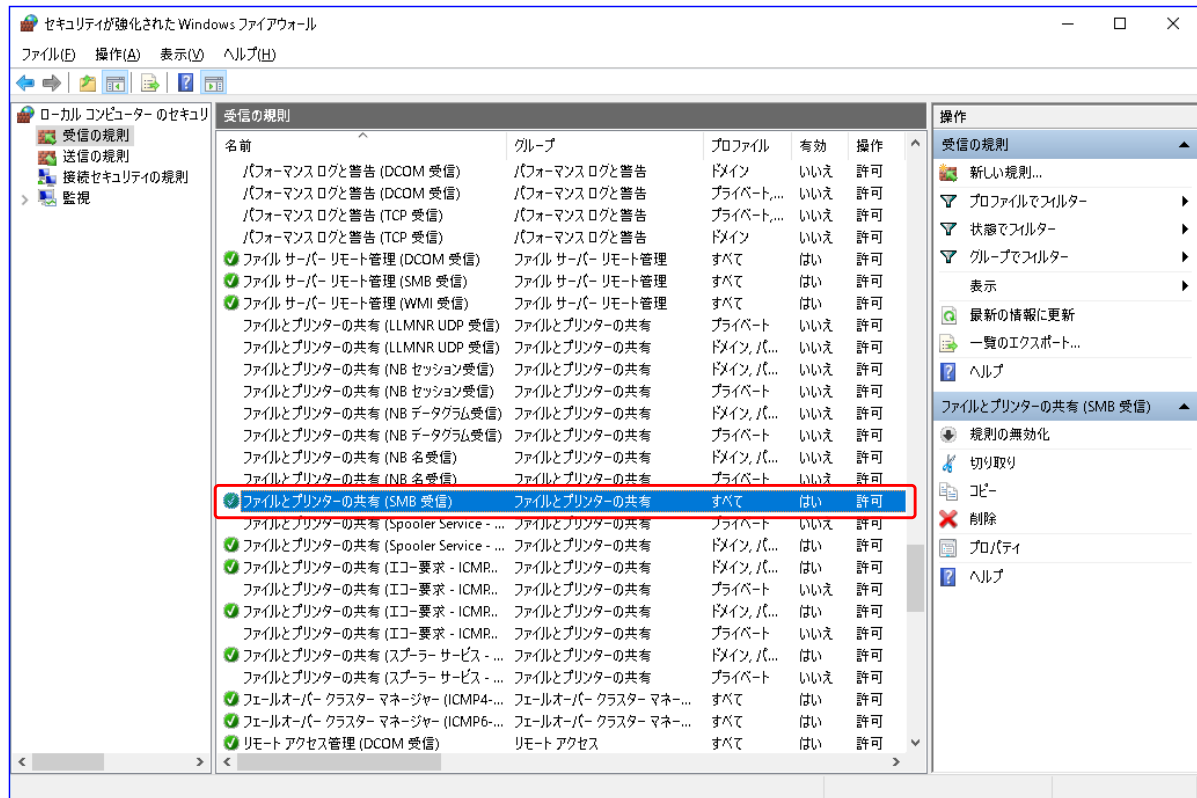 セキュリティが強化された Windows ファイアウォール
ファイル(F) 操作(A) 表示(V) ヘルプ(H)
ローカル コンピューター のセキュリ
受信の規則
送信の規則
接続セキュリティの規則
監視
受信の規則
名前 グループ プロファイル 有効 操作
パフォーマンス ログと警告 (DCOM 受信) パフォーマンス ログと警告 ドメイン いいえ 許可
パフォーマンス ログと警告 (DCOM 受信) パフォーマンス ログと警告 プライベート,... いいえ 許可
パフォーマンス ログと警告 (TCP 受信) パフォーマンス ログと警告 プライベート,... いいえ 許可
パフォーマンス ログと警告 (TCP 受信) パフォーマンス ログと警告 ドメイン いいえ 許可
ファイル サーバー リモート管理 (DCOM 受信) ファイル サーバー リモート管理 すべて はい 許可
ファイル サーバー リモート管理 (SMB 受信) ファイル サーバー リモート管理 すべて はい 許可
ファイル サーバー リモート管理 (WMI 受信) ファイル サーバー リモート管理 すべて はい 許可
ファイルとプリンターの共有 (LLMNR UDP 受信) ファイルとプリンターの共有 プライベート いいえ 許可
ファイルとプリンターの共有 (LLMNR UDP 受信) ファイルとプリンターの共有 ドメイン, パ... いいえ 許可
ファイルとプリンターの共有 (NB セッション受信) ファイルとプリンターの共有 ドメイン, パ... いいえ 許可
ファイルとプリンターの共有 (NB セッション受信) ファイルとプリンターの共有 プライベート いいえ 許可
ファイルとプリンターの共有 (NB データグラム受信) ファイルとプリンターの共有 ドメイン, パ... いいえ 許可
ファイルとプリンターの共有 (NB データグラム受信) ファイルとプリンターの共有 プライベート いいえ 許可
ファイルとプリンターの共有 (NB 名受信) ファイルとプリンターの共有 ドメイン, パ... いいえ 許可
ファイルとプリンターの共有 (NB 名受信) ファイルとプリンターの共有 プライベート いいえ 許可
ファイルとプリンターの共有 (SMB 受信) ファイルとプリンターの共有 すべて はい 許可
ファイルとプリンターの共有 (Spooler Service - ... ファイルとプリンターの共有 プライベート いいえ 許可
ファイルとプリンターの共有 (Spooler Service - ... ファイルとプリンターの共有 ドメイン, パ... はい 許可
ファイルとプリンターの共有 (エコー要求 - ICMP... ファイルとプリンターの共有 ドメイン, パ... はい 許可
ファイルとプリンターの共有 (エコー要求 - ICMP... ファイルとプリンターの共有 プライベート いいえ 許可
ファイルとプリンターの共有 (エコー要求 - ICMP... ファイルとプリンターの共有 ドメイン, パ... はい 許可
ファイルとプリンターの共有 (エコー要求 - ICMP... ファイルとプリンターの共有 プライベート いいえ 許可
ファイルとプリンターの共有 (スプーラー サービス - ... ファイルとプリンターの共有 ドメイン, パ... はい 許可
ファイルとプリンターの共有 (スプーラー サービス - ... ファイルとプリンターの共有 プライベート いいえ 許可
フェールオーバー クラスター マネージャー (ICMP4-... フェールオーバー クラスター マネー... すべて はい 許可
フェールオーバー クラスター マネージャー (ICMP6-... フェールオーバー クラスター マネー... すべて はい 許可
リモート アクセス管理 (DCOM 受信) リモート アクセス すべて はい 許可
操作
受信の規則
新しい規則...
プロファイルでフィルター
状態でフィルター
グループでフィルター
表示
最新の情報に更新
一覧のエクスポート...
ヘルプ
ファイルとプリンターの共有 (SMB 受信)
規則の無効化
切り取り
コピー
削除
プロパティ
ヘルプ